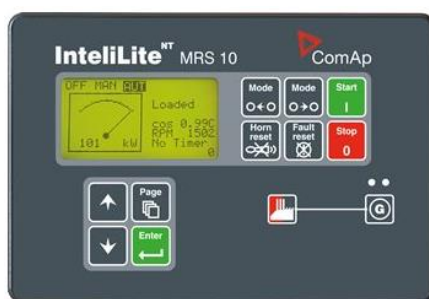 InteliLite NT MRS 10
ComAp
OFF MAN AUT
Loaded
cos 0.99C
RPM 1502
No Timer
101 kW
0
Mode
Mode
Start
I
Horn reset
Fault reset
Stop
0
Page
Enter
G